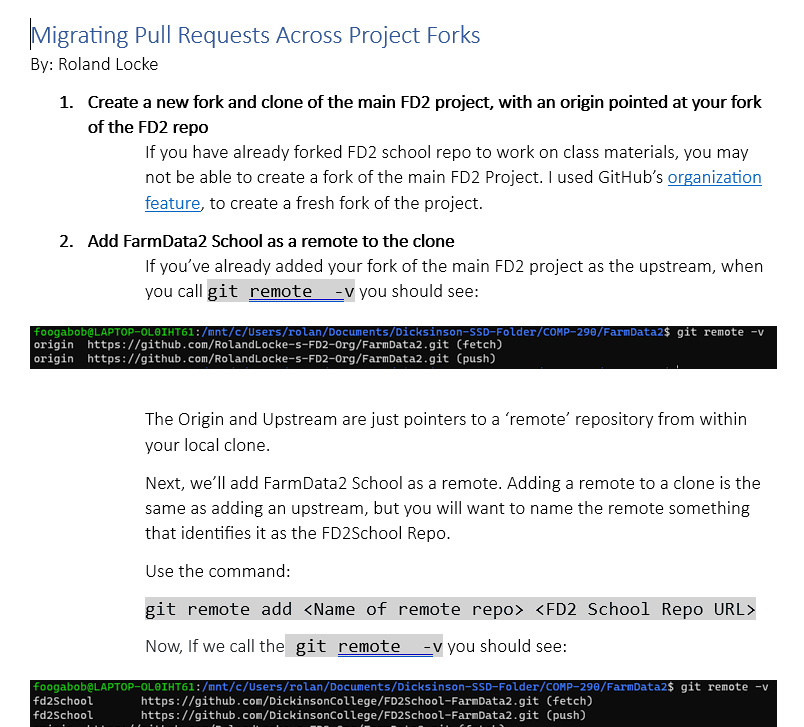 Migrating Pull Requests Across Project Forks
By: Roland Locke
1. Create a new fork and clone of the main FD2 project, with an origin pointed at your fork
of the FD2 repo
If you have already forked FD2 school repo to work on class materials, you may
not be able to create a fork of the main FD2 Project. I used GitHub’s organization
feature, to create a fresh fork of the project.
2. Add FarmData2 School as a remote to the clone
If you’ve already added your fork of the main FD2 project as the upstream, when
you call git remote -v you should see:
foogabob@LAPTOP-OL0IHT61:/mnt/c/Users/rolan/Documents/Dicksinson-SSD-Folder/COMP-290/FarmData2$ git remote -v
origin https://github.com/RolandLocke-s-FD2-Org/FarmData2.git (fetch)
origin https://github.com/RolandLocke-s-FD2-Org/FarmData2.git (push)
The Origin and Upstream are just pointers to a ‘remote’ repository from within
your local clone.
Next, we’ll add FarmData2 School as a remote. Adding a remote to a clone is the
same as adding an upstream, but you will want to name the remote something
that identifies it as the FD2School Repo.
Use the command:
git remote add <Name of remote repo> <FD2 School Repo URL>
Now, If we call the git remote -v you should see:
foogabob@LAPTOP-OL0IHT61:/mnt/c/Users/rolan/Documents/Dicksinson-SSD-Folder/COMP-290/FarmData2$ git remote -v
fd2School https://github.com/DickinsonCollege/FD2School-FarmData2.git (fetch)
fd2School https://github.com/DickinsonCollege/FD2School-FarmData2.git (push)